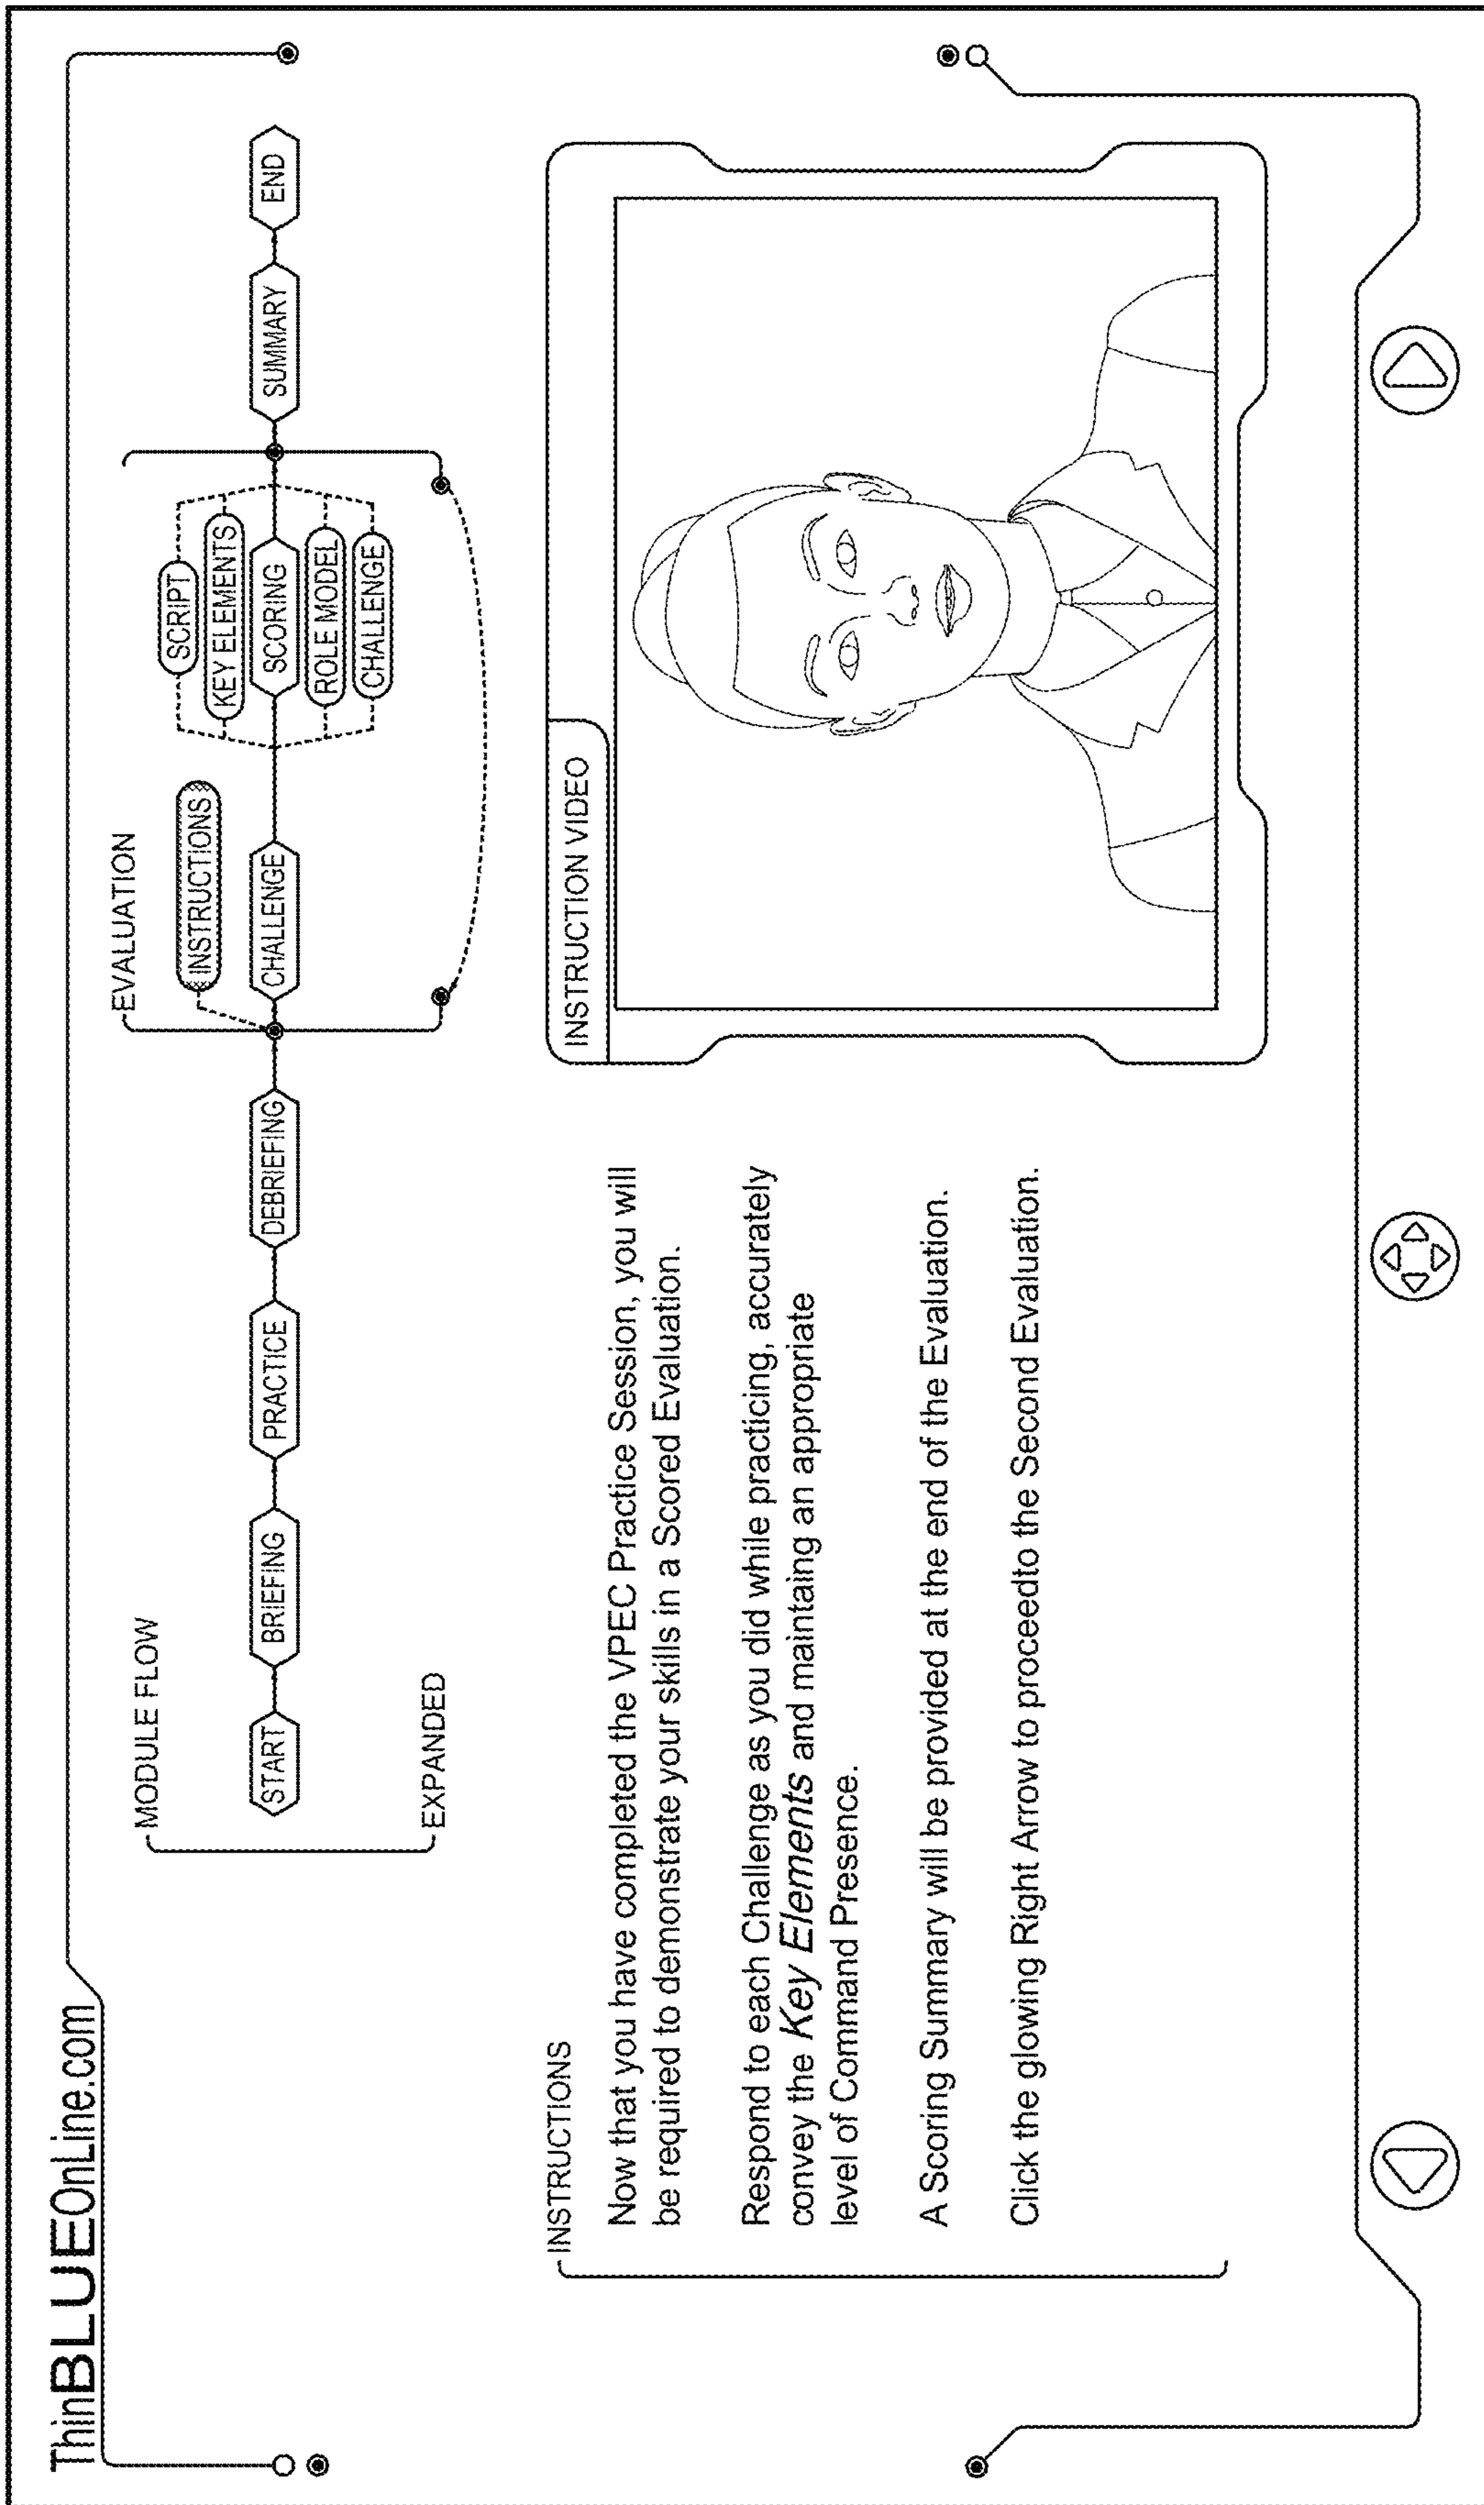 ThinBLUEOnLine.com
MODULE FLOW
EVALUATION
INSTRUCTIONS
SCRIPT
KEY ELEMENTS
START
BRIEFING
PRACTICE
DEBRIEFING
CHALLENGE
SCORING
SUMMARY
END
ROLE MODEL
CHALLENGE
EXPANDED
INSTRUCTIONS
Now that you have completed the VPEC Practice Session, you will
be required to demonstrate your skills in a Scored Evaluation.
Respond to each Challenge as you did while practicing, accurately
convey the Key Elements and maintaing an appropriate
level of Command Presence.
A Scoring Summary will be provided at the end of the Evaluation.
Click the glowing Right Arrow to proceedto the Second Evaluation.
INSTRUCTION VIDEO